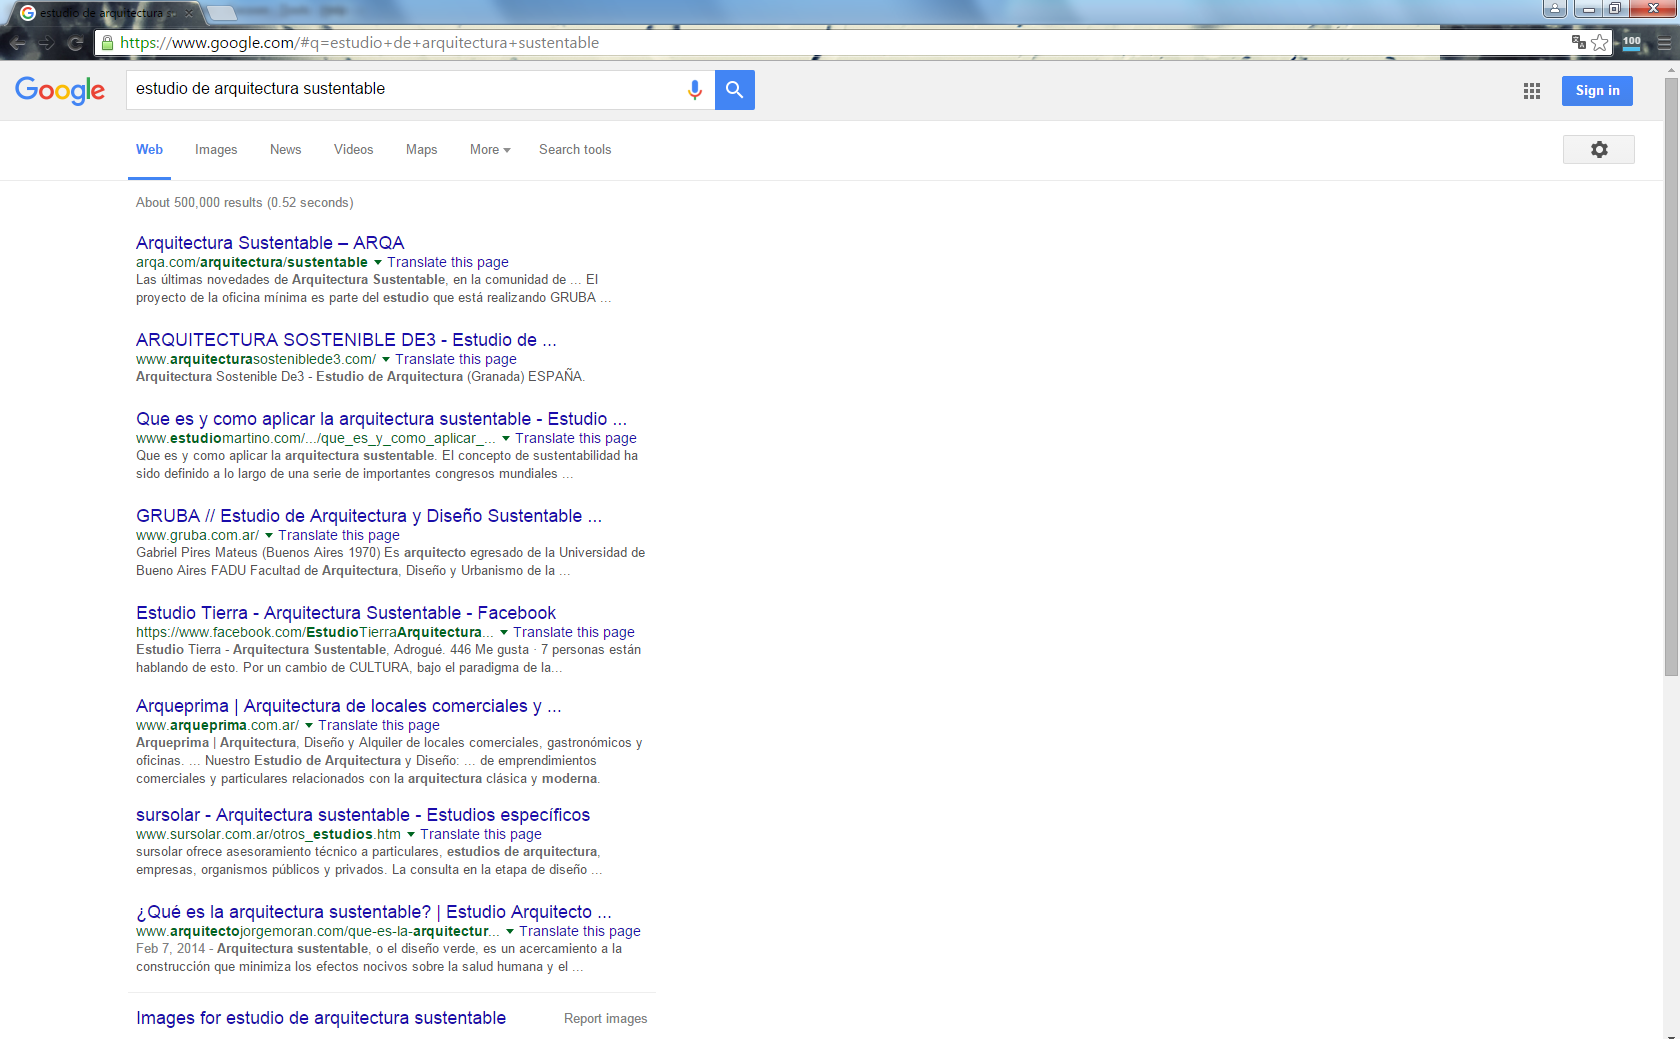 estudio de arquitectura s
https://www.google.com/#q=estudio+de+arquitectura+sustentable
100
Google
estudio de arquitectura sustentable
Sign in
Web Images News Videos Maps More Search tools
About 500,000 results (0.52 seconds)
Arquitectura Sustentable – ARQA
arqa.com/arquitectura/sustentable Translate this page
Las últimas novedades de Arquitectura Sustentable, en la comunidad de ... El
proyecto de la oficina mínima es parte del estudio que está realizando GRUBA ...
ARQUITECTURA SOSTENIBLE DE3 - Estudio de ...
www.arquitecturasosteniblede3.com/ Translate this page
Arquitectura Sostenible De3 - Estudio de Arquitectura (Granada) ESPAÑA.
Que es y como aplicar la arquitectura sustentable - Estudio ...
www.estudiomartino.com/.../que_es_y_como_aplicar_... Translate this page
Que es y como aplicar la arquitectura sustentable. El concepto de sustentabilidad ha
sido definido a lo largo de una serie de importantes congresos mundiales ...
GRUBA // Estudio de Arquitectura y Diseño Sustentable ...
www.gruba.com.ar/ Translate this page
Gabriel Pires Mateus (Buenos Aires 1970) Es arquitecto egresado de la Universidad de
Bueno Aires FADU Facultad de Arquitectura, Diseño y Urbanismo de la ...
Estudio Tierra - Arquitectura Sustentable - Facebook
https://www.facebook.com/EstudioTierraArquitectura... Translate this page
Estudio Tierra - Arquitectura Sustentable, Adrogué. 446 Me gusta · 7 personas están
hablando de esto. Por un cambio de CULTURA, bajo el paradigma de la...
Arqueprima | Arquitectura de locales comerciales y ...
www.arqueprima.com.ar/ Translate this page
Arqueprima | Arquitectura, Diseño y Alquiler de locales comerciales, gastronómicos y
oficinas. ... Nuestro Estudio de Arquitectura y Diseño: ... de emprendimientos
comerciales y particulares relacionados con la arquitectura clásica y moderna.
sursolar - Arquitectura sustentable - Estudios específicos
www.sursolar.com.ar/otros_estudios.htm Translate this page
sursolar ofrece asesoramiento técnico a particulares, estudios de arquitectura,
empresas, organismos públicos y privados. La consulta en la etapa de diseño ...
¿Qué es la arquitectura sustentable? | Estudio Arquitecto ...
www.arquitectojorgemoran.com/que-es-la-arquitectur... Translate this page
Feb 7, 2014 - Arquitectura sustentable, o el diseño verde, es un acercamiento a la
construcción que minimiza los efectos nocivos sobre la salud humana y el ...
Images for estudio de arquitectura sustentable Report images